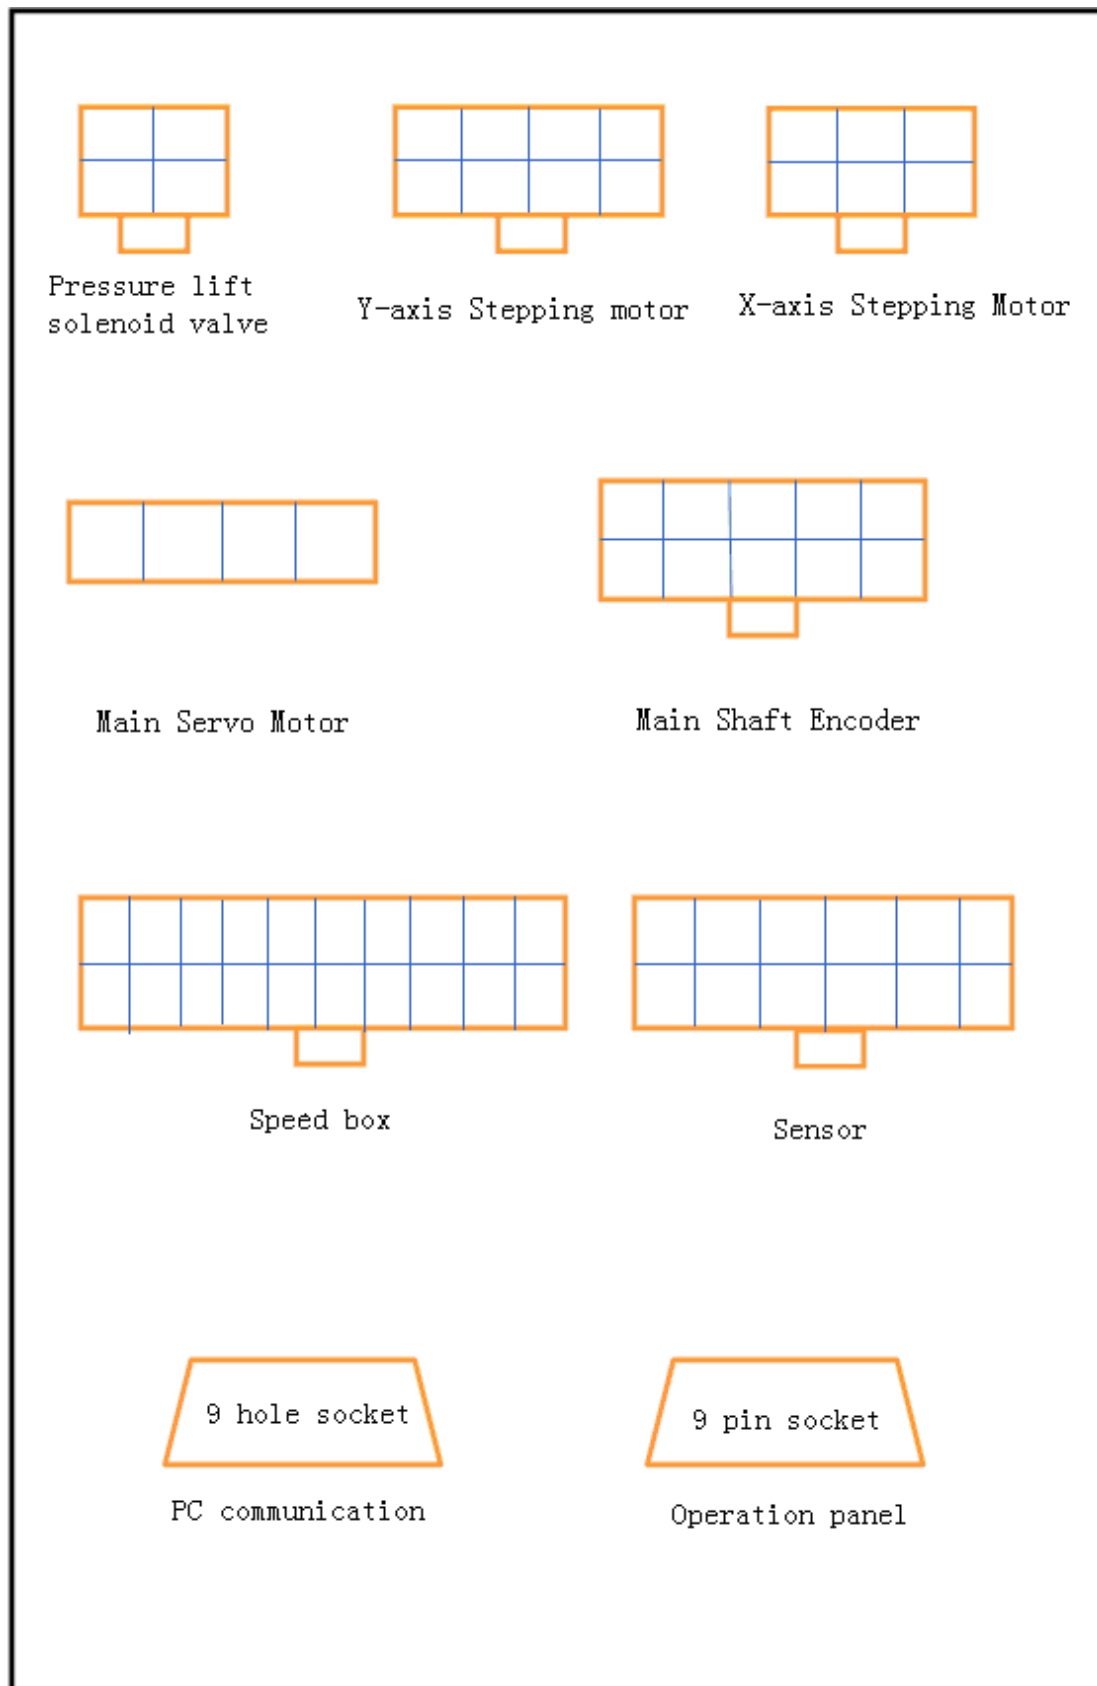 Pressure lift
solenoid valve
Y-axis Stepping motor
X-axis Stepping Motor
Main Servo Motor
Main Shaft Encoder
Speed box
Sensor
9 hole socket
9 pin socket
PC communication
Operation panel